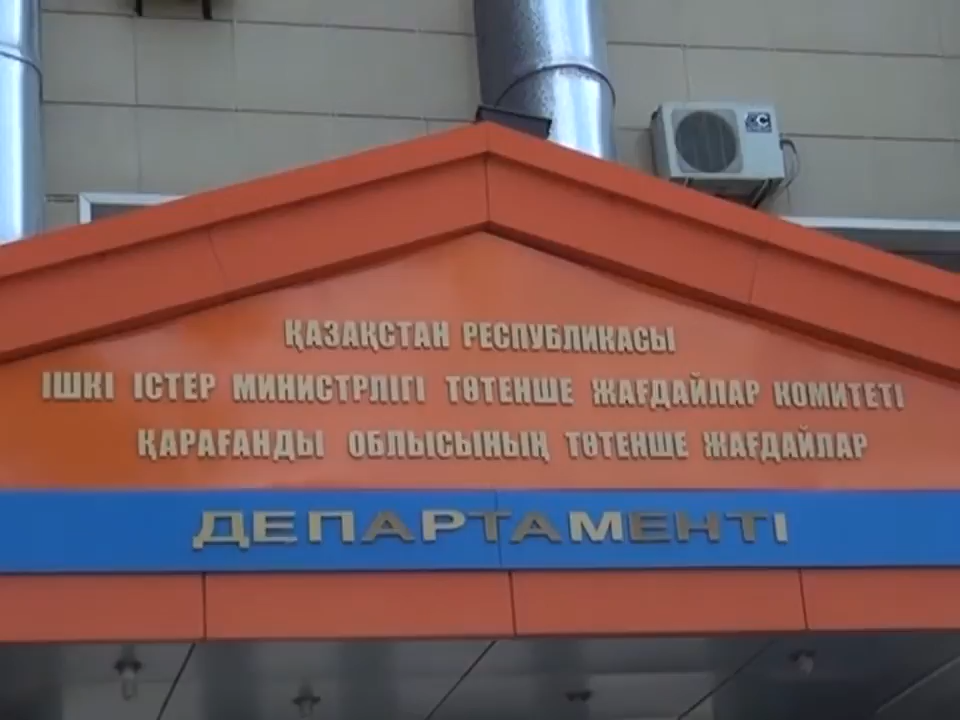 ҚАЗАҚСТАН РЕСПУБЛИКАСЫ
ІШКІ ІСТЕР МИНИСТРЛІГІ ТӨТЕНШЕ ЖАҒДАЙЛАР КОМИТЕТІ
ҚАРАҒАНДЫ ОБЛЫСЫНЫҢ ТӨТЕНШЕ ЖАҒДАЙЛАР
ДЕПАРТАМЕНТІ